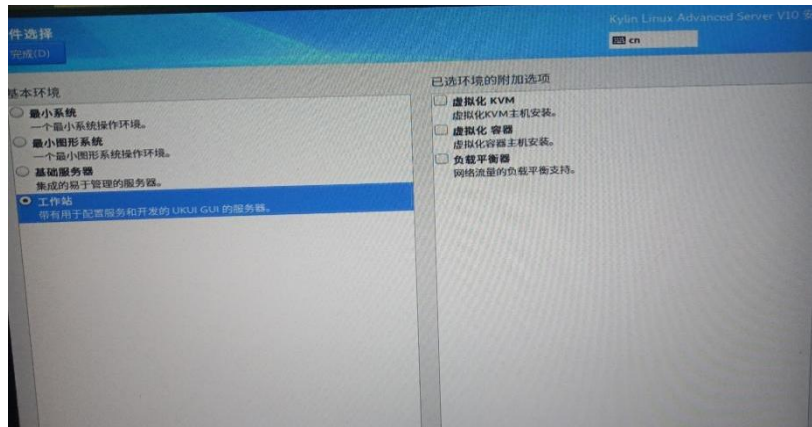 件选择
Kylin Linux Advanced Server V10
完成(D)
cn
基本环境
最小系统
一个最小系统操作环境。
最小图形系统
一个最小图形系统操作环境。
基础服务器
集成的易于管理的服务器。
工作站
带有用于配置服务和开发的 UKUI GUI 的服务器。
已选环境的附加选项
虚拟化 KVM
虚拟化KVM主机安装。
虚拟化 容器
虚拟化容器主机安装。
负载平衡器
网络流量的负载平衡支持。